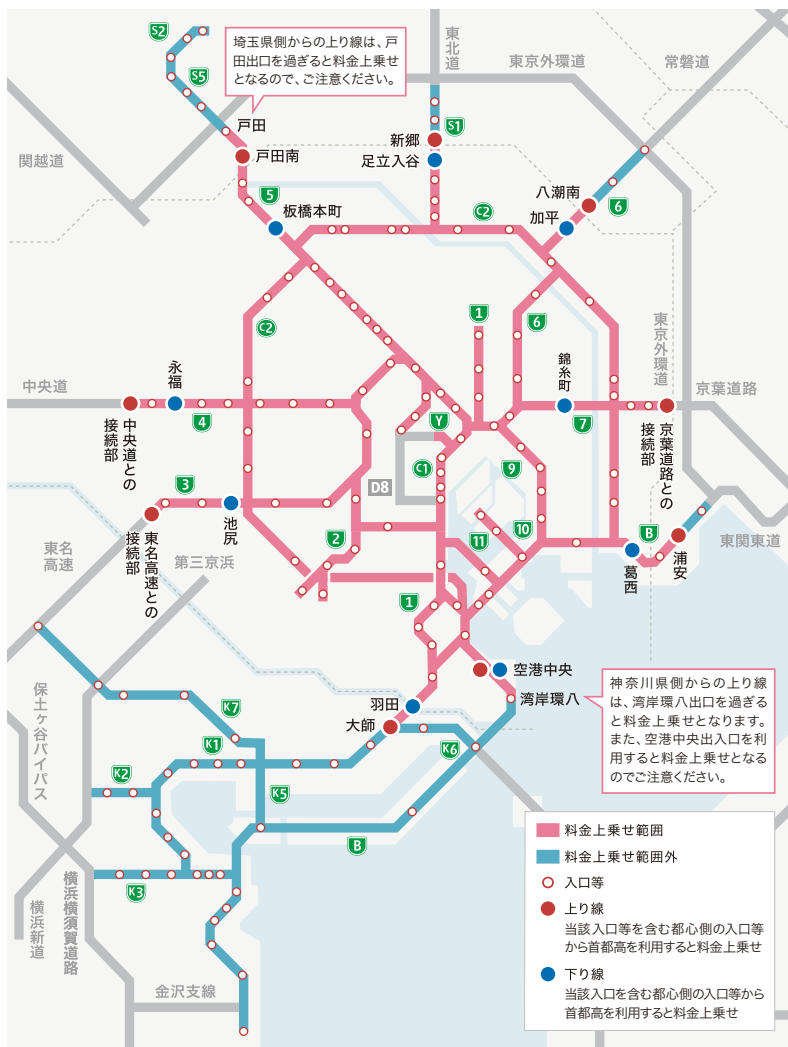 S2
S5
埼玉県側からの上り線は、戸
田出口を過ぎると料金上乗せ
となるので、ご注意ください。
東北道
東京外環道
常磐道
戸田
S1
新郷
足立入谷
戸田南
関越道
5
板橋本町
C2
八潮南
加平
6
C2
1
6
東京外環道
永福
錦糸町
中央道
京葉道路
4
Y
7
中央道との
接続部
京葉道路との
接続部
C1
9
3
D8
池尻
2
10
11
B
東名
高速
東名高速との
接続部
第三京浜
葛西
浦安
東関東道
1
空港中央
湾岸環八
神奈川県側からの上り線
は、湾岸環八出口を過ぎる
と料金上乗せとなります。
また、空港中央出入口を利
用すると料金上乗せとなる
のでご注意ください。
羽田
大師
保土ヶ谷バイパス
K7
K1
K6
K2
K5
B
K3
横浜新道
横浜横須賀道路
金沢支線
料金上乗せ範囲
料金上乗せ範囲外
入口等
上り線
当該入口等を含む都心側の入口等
から首都高を利用すると料金上乗せ
下り線
当該入口を含む都心側の入口等から
首都高を利用すると料金上乗せ